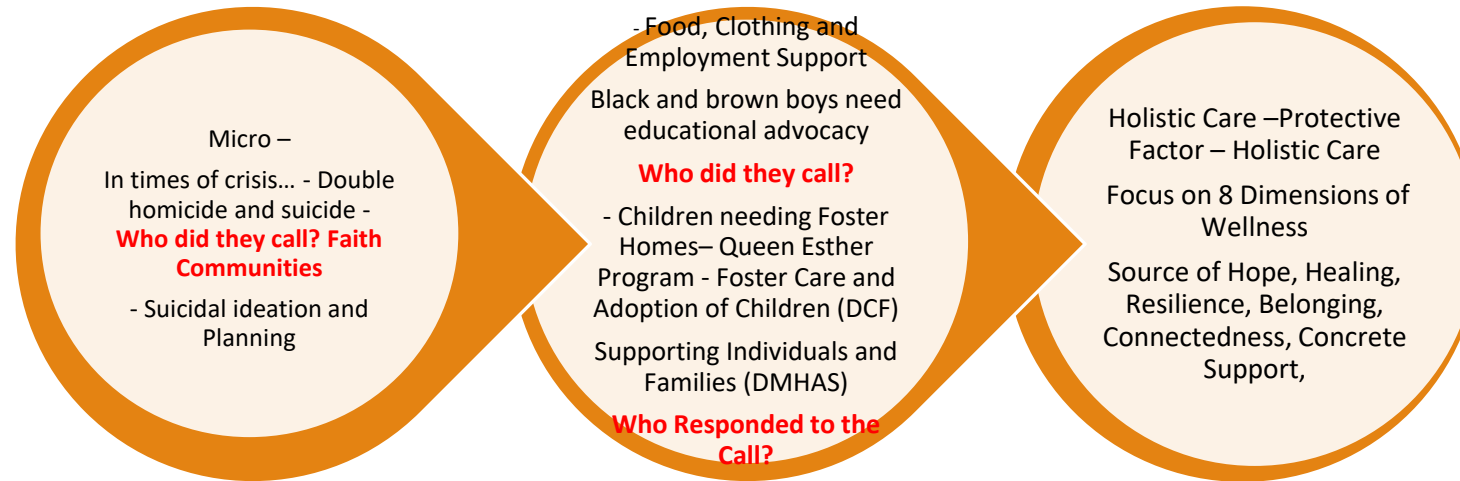 Micro –
In times of crisis… - Double
homicide and suicide -
Who did they call? Faith
Communities
- Suicidal ideation and
Planning
- Food, Clothing and
Employment Support
Black and brown boys need
educational advocacy
Who did they call?
- Children needing Foster
Homes– Queen Esther
Program - Foster Care and
Adoption of Children (DCF)
Supporting Individuals and
Families (DMHAS)
Who Responded to the
Call?
Holistic Care –Protective
Factor – Holistic Care
Focus on 8 Dimensions of
Wellness
Source of Hope, Healing,
Resilience, Belonging,
Connectedness, Concrete
Support,